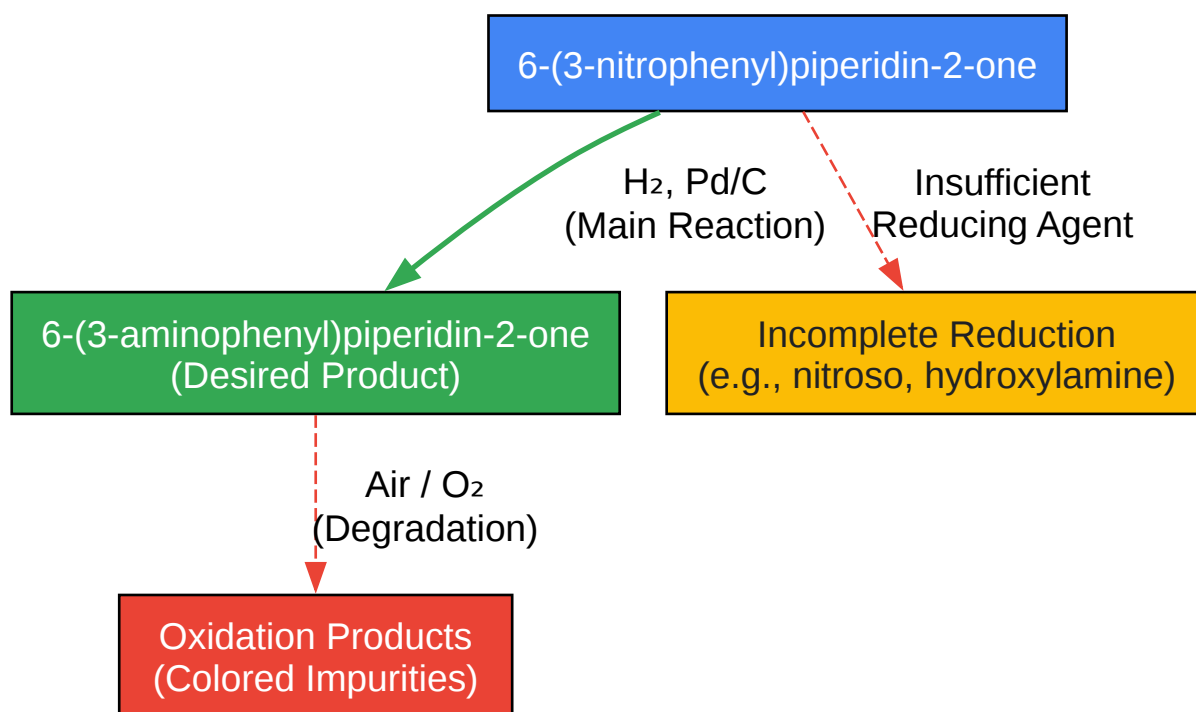 6-(3-nitrophenyl)piperidin-2-one
H₂, Pd/C
(Main Reaction)
Insufficient
Reducing Agent
6-(3-aminophenyl)piperidin-2-one
(Desired Product)
Incomplete Reduction
(e.g., nitroso, hydroxylamine)
Air / O₂
(Degradation)
Oxidation Products
(Colored Impurities)